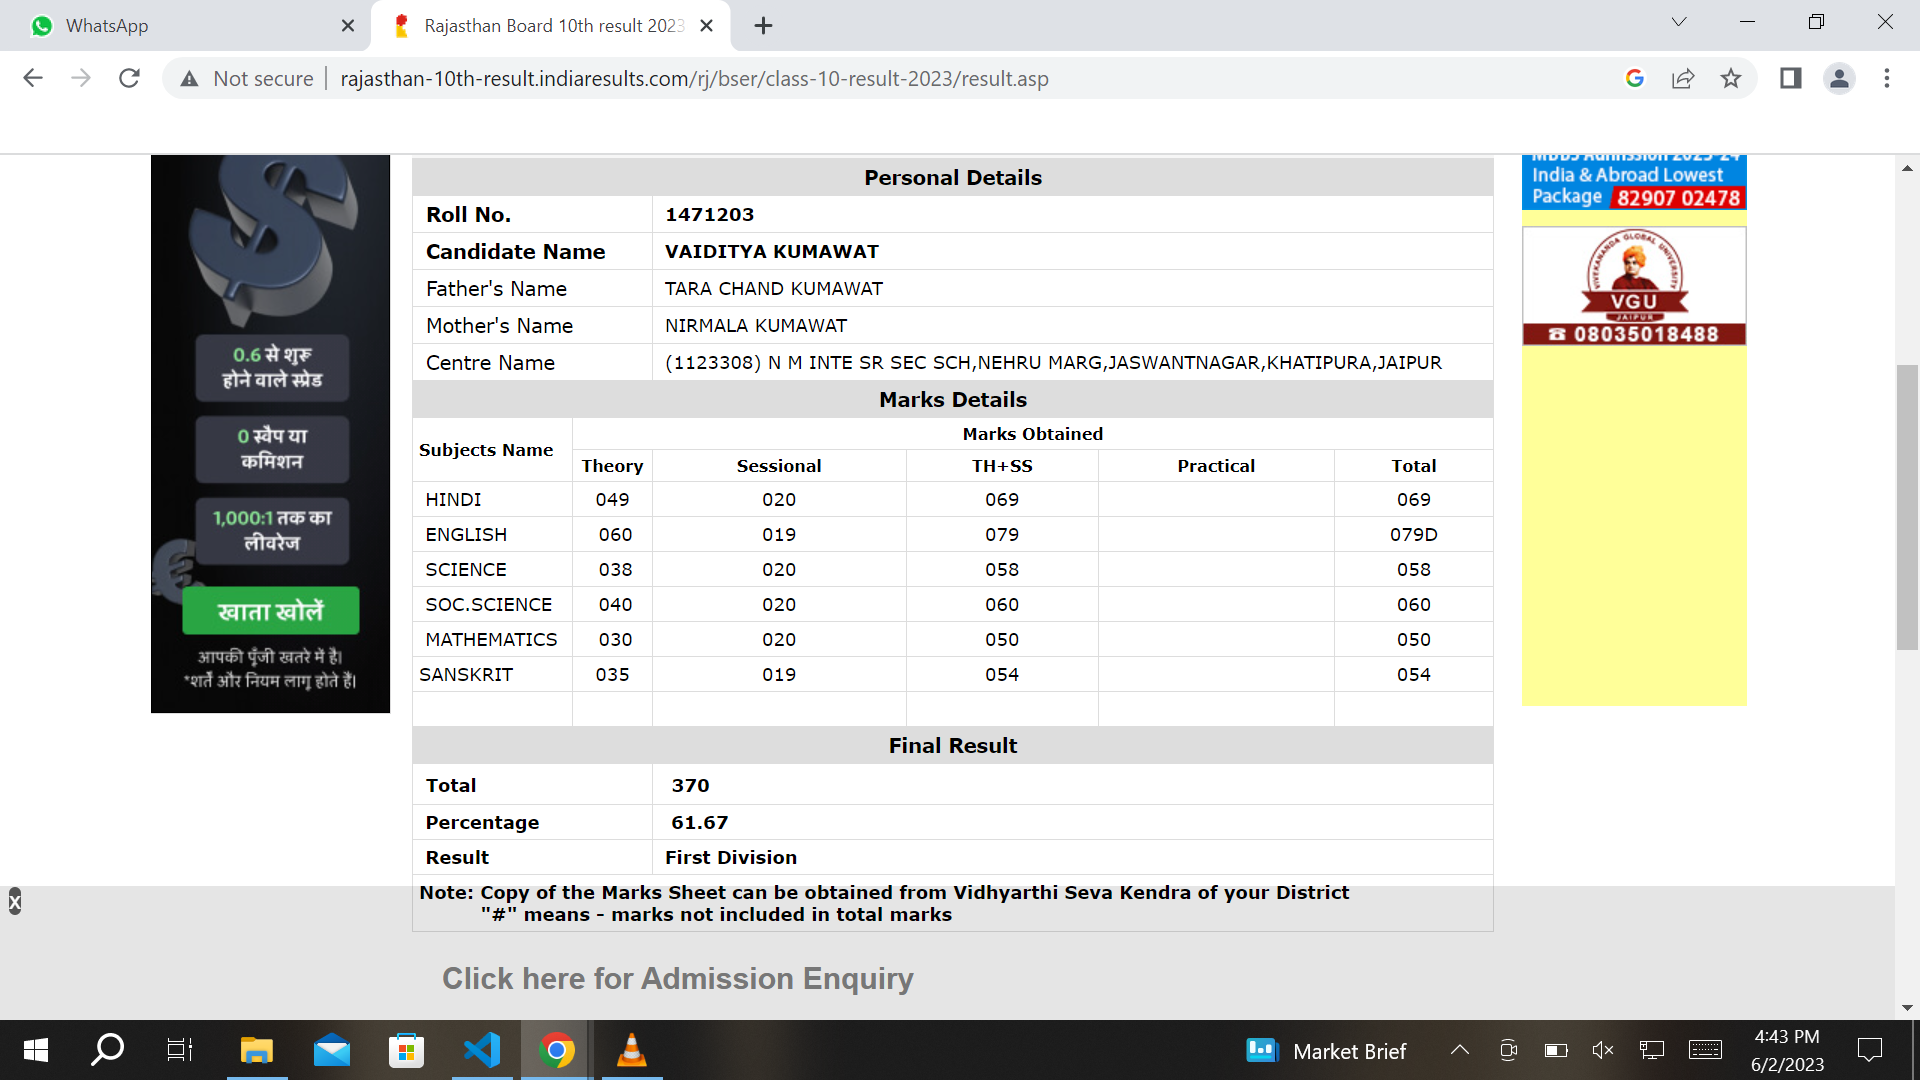 WhatsApp
Rajasthan Board 10th result 2023
Not secure rajasthan-10th-result.indiaresults.com/rj/bser/class-10-result-2023/result.asp
0.6 से शुरू
होने वाले स्प्रेड
0 स्वैप या
कमिशन
1,000:1 तक का
लीवरेज
खाता खोलें
आपकी पूँजी खतरे में है।
*शर्तें और नियम लागू होते हैं।
Personal Details
Roll No. 1471203
Candidate Name VAIDITYA KUMAWAT
Father's Name TARA CHAND KUMAWAT
Mother's Name NIRMALA KUMAWAT
Centre Name (1123308) N M INTE SR SEC SCH,NEHRU MARG,JASWANTNAGAR,KHATIPURA,JAIPUR
Marks Details
Subjects Name Marks Obtained
Theory Sessional TH+SS Practical Total
HINDI 049 020 069 069
ENGLISH 060 019 079 079D
SCIENCE 038 020 058 058
SOC.SCIENCE 040 020 060 060
MATHEMATICS 030 020 050 050
SANSKRIT 035 019 054 054
Final Result
Total 370
Percentage 61.67
Result First Division
Note: Copy of the Marks Sheet can be obtained from Vidhyarthi Seva Kendra of your District
"#" means - marks not included in total marks
Click here for Admission Enquiry
MBBS Admission 2023-24
India & Abroad Lowest
Package 82907 02478
VIVEKANANDA GLOBAL UNIVERSITY
VGU
JAIPUR
08035018488
X
Market Brief
4:43 PM
6/2/2023